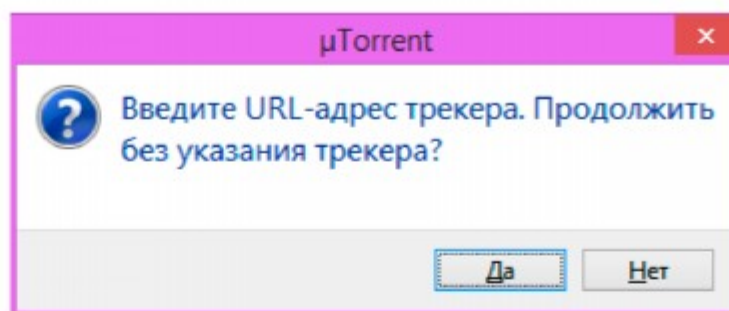 µTorrent
Введите URL-адрес трекера. Продолжить
без указания трекера?
Да
Нет